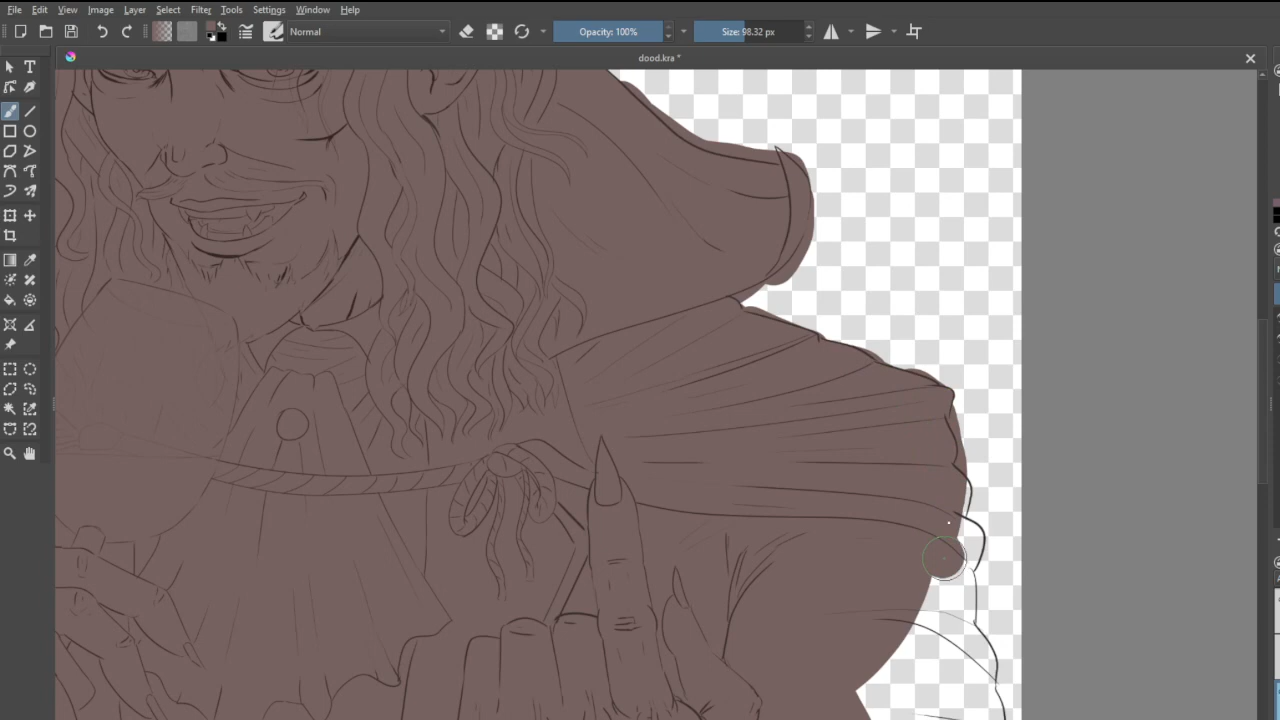 File Edit View Image Layer Select Filter Tools Settings Window Help
Normal Opacity: 100% Size: 98.32 px
dood.kra *